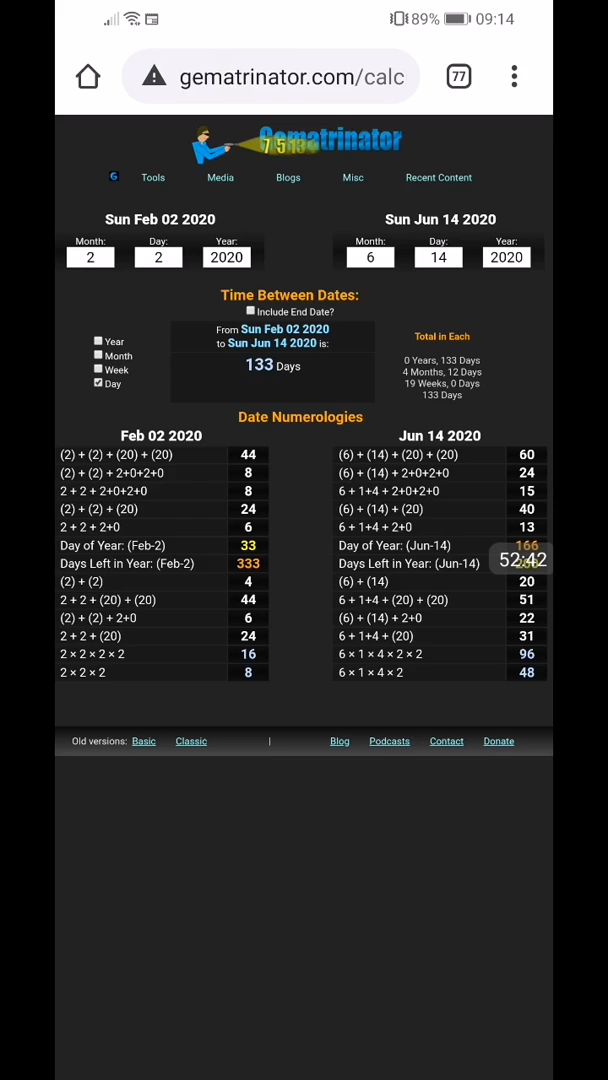 89% 09:14
gematrinator.com/calc 77
Gematrinator
Tools Media Blogs Misc Recent Content
Sun Feb 02 2020 Sun Jun 14 2020
Month: Day: Year: Month: Day: Year:
2 2 2020 6 14 2020
Time Between Dates:
Include End Date?
From Sun Feb 02 2020
to Sun Jun 14 2020 is:
133 Days
Year
Month
Week
Day
Total in Each
0 Years, 133 Days
4 Months, 12 Days
19 Weeks, 0 Days
133 Days
Date Numerologies
Feb 02 2020 Jun 14 2020
(2) + (2) + (20) + (20) 44 (6) + (14) + (20) + (20) 60
(2) + (2) + 2+0+2+0 8 (6) + (14) + 2+0+2+0 24
2 + 2 + 2+0+2+0 8 6 + 1+4 + 2+0+2+0 15
(2) + (2) + (20) 24 (6) + (14) + (20) 40
2 + 2 + 2+0 6 6 + 1+4 + 2+0 13
Day of Year: (Feb-2) 33 Day of Year: (Jun-14) 166
Days Left in Year: (Feb-2) 333 Days Left in Year: (Jun-14)
52:42
(2) + (2) 4 (6) + (14) 20
2 + 2 + (20) + (20) 44 6 + 1+4 + (20) + (20) 51
(2) + (2) + 2+0 6 (6) + (14) + 2+0 22
2 + 2 + (20) 24 6 + 1+4 + (20) 31
2 × 2 × 2 × 2 16 6 × 1 × 4 × 2 × 2 96
2 × 2 × 2 8 6 × 1 × 4 × 2 48
Old versions: Basic Classic | Blog Podcasts Contact Donate